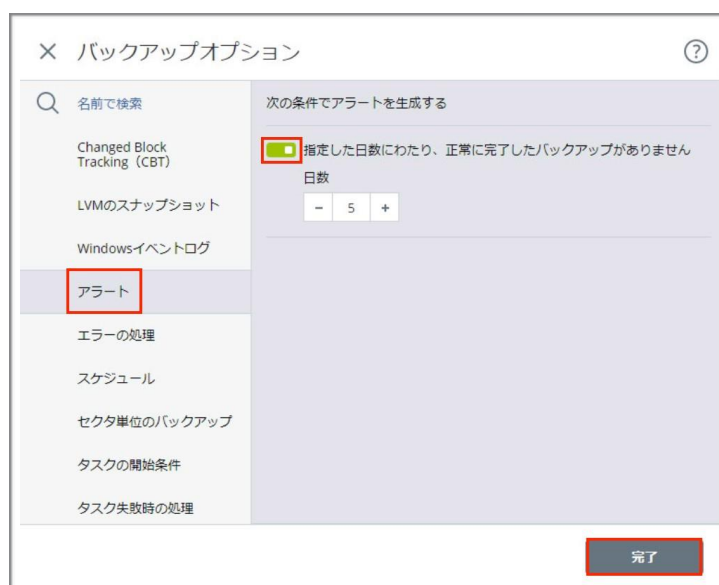 バックアップオプション
?
名前で検索
Changed Block
Tracking（CBT）
LVMのスナップショット
Windowsイベントログ
アラート
エラーの処理
スケジュール
セクタ単位のバックアップ
タスクの開始条件
タスク失敗時の処理
次の条件でアラートを生成する
指定した日数にわたり、正常に完了したバックアップがありません
日数
− 5 +
完了